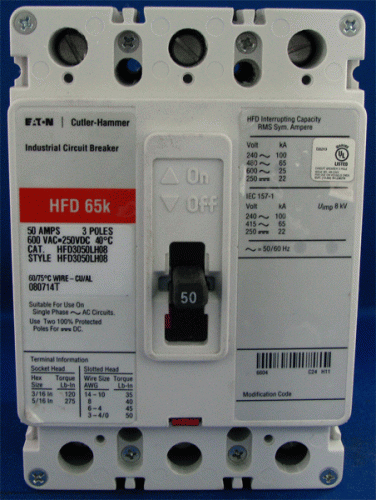 EATON | Cutler-Hammer
Industrial Circuit Breaker
HFD 65k
50 AMPS 3 POLES
600 VAC•250VDC 40°C
CAT. HFD3050LH08
STYLE HFD3050LH08
60/75°C WIRE - CU/AL
080714T
Suitable For Use On
Single Phase ∼ AC Circuits.
Use Two 100% Protected
Poles For ⎓ DC.
Terminal Information
Socket Head
Hex Torque
Size Lb-In
3/16 In 120
5/16 In 275
Slotted Head
Wire Size Torque
AWG Lb-In
14 - 10 35
8 40
6 - 4 45
3 - 4/0 50
△ On
▽ OFF
50
HFD Interrupting Capacity
RMS Sym. Ampere
Volt kA
240 ∼ 100
480 ∼ 65
600 ∼ 25
250 ⎓ 22
UL
LISTED
IEC 157-1
Volt kA Uimp 8 kV
240 ∼ 100
415 ∼ 65
250 ⎓ 22
∼ = 50/60 Hz
Modification Code